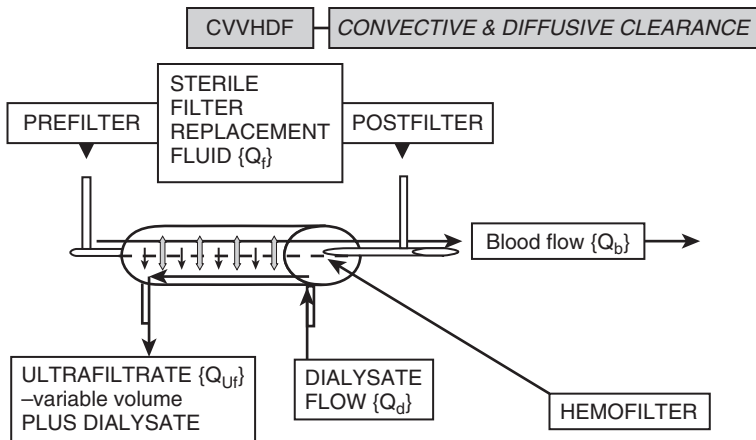 CVVHDF
CONVECTIVE & DIFFUSIVE CLEARANCE
PREFILTER
STERILE
FILTER
REPLACEMENT
FLUID {Qf}
POSTFILTER
Blood flow {Qb}
ULTRAFILTRATE {QUf}
–variable volume
PLUS DIALYSATE
DIALYSATE
FLOW {Qd}
HEMOFILTER